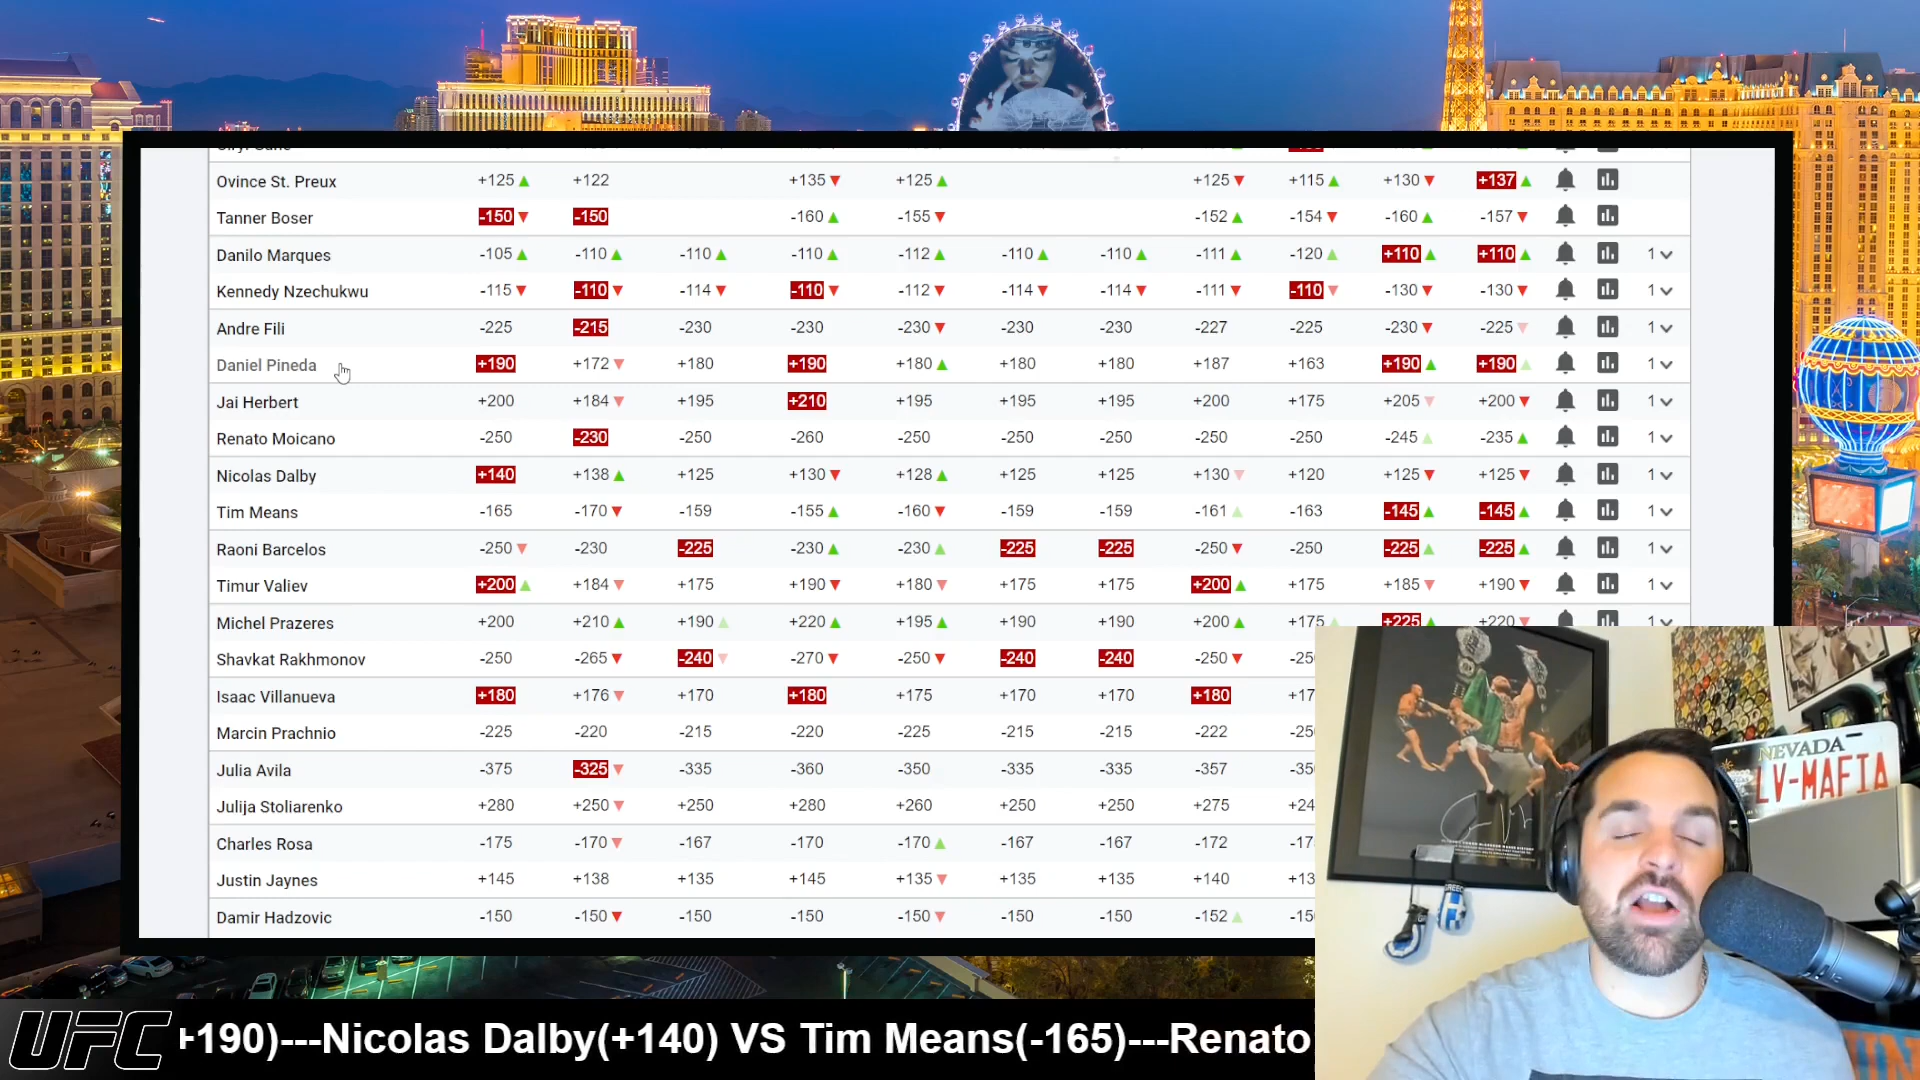 Ovince St. Preux +125 +122 +135 +125 +125 +115 +130 +137
Tanner Boser -150 -150 -160 -155 -152 -154 -160 -157
Danilo Marques -105 -110 -110 -110 -112 -110 -110 -111 -120 +110 +110 1
Kennedy Nzechukwu -115 -110 -114 -110 -112 -114 -114 -111 -110 -130 -130 1
Andre Fili -225 -215 -230 -230 -230 -230 -230 -227 -225 -230 -225 1
Daniel Pineda +190 +172 +180 +190 +180 +180 +180 +187 +163 +190 +190 1
Jai Herbert +200 +184 +195 +210 +195 +195 +195 +200 +175 +205 +200 1
Renato Moicano -250 -230 -250 -260 -250 -250 -250 -250 -250 -245 -235 1
Nicolas Dalby +140 +138 +125 +130 +128 +125 +125 +130 +120 +125 +125 1
Tim Means -165 -170 -159 -155 -160 -159 -159 -161 -163 -145 -145 1
Raoni Barcelos -250 -230 -225 -230 -230 -225 -225 -250 -250 -225 -225 1
Timur Valiev +200 +184 +175 +190 +180 +175 +175 +200 +175 +185 +190 1
Michel Prazeres +200 +210 +190 +220 +195 +190 +190 +200 +175 +225 +220 1
Shavkat Rakhmonov -250 -265 -240 -270 -250 -240 -240 -250 -25
Isaac Villanueva +180 +176 +170 +180 +175 +170 +170 +180 +17
Marcin Prachnio -225 -220 -215 -220 -225 -215 -215 -222 -25
Julia Avila -375 -325 -335 -360 -350 -335 -335 -357 -35
Julija Stoliarenko +280 +250 +250 +280 +260 +250 +250 +275 +24
Charles Rosa -175 -170 -167 -170 -170 -167 -167 -172 -17
Justin Jaynes +145 +138 +135 +145 +135 +135 +135 +140 +13
Damir Hadzovic -150 -150 -150 -150 -150 -150 -150 -152 -15
NEVADA
LV-MAFIA
GREECE
UFC +190)---Nicolas Dalby(+140) VS Tim Means(-165)---Renato